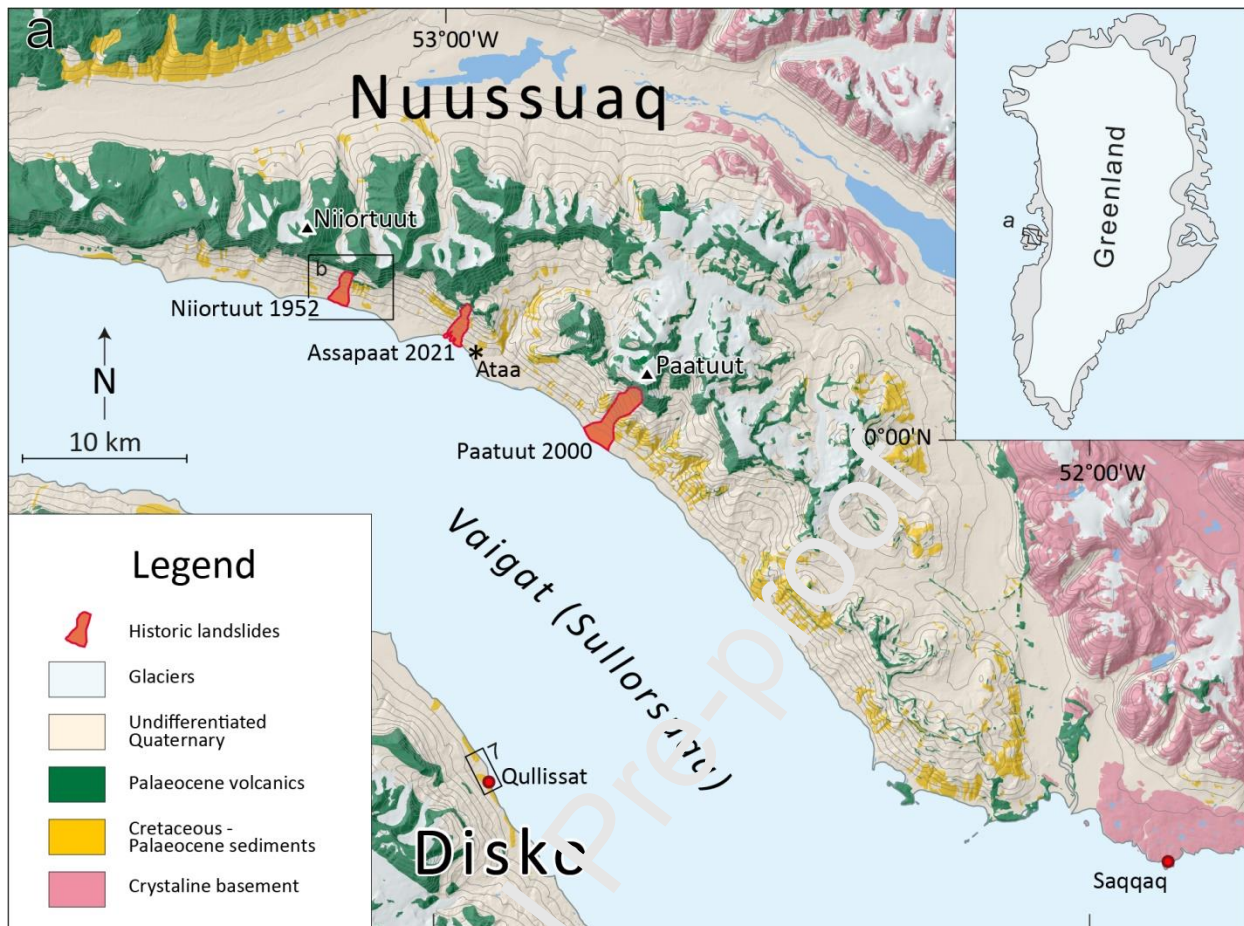 a
53°00'W
Nuussuaq
Niiortuut
b
Niiortuut 1952
Assapaat 2021
Ataa
Paatuut
Paatuut 2000
0°00'N
52°00'W
N
10 km
Vaigat (Sullorsuaq)
Qullissat
7
Disko
Saqqaq
Pre-proof
Legend
Historic landslides
Glaciers
Undifferentiated
Quaternary
Palaeocene volcanics
Cretaceous -
Palaeocene sediments
Crystaline basement
Greenland
a